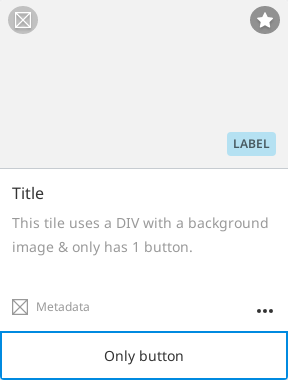 LABEL
Title
This tile uses a DIV with a background
image & only has 1 button.
Metadata
Only button